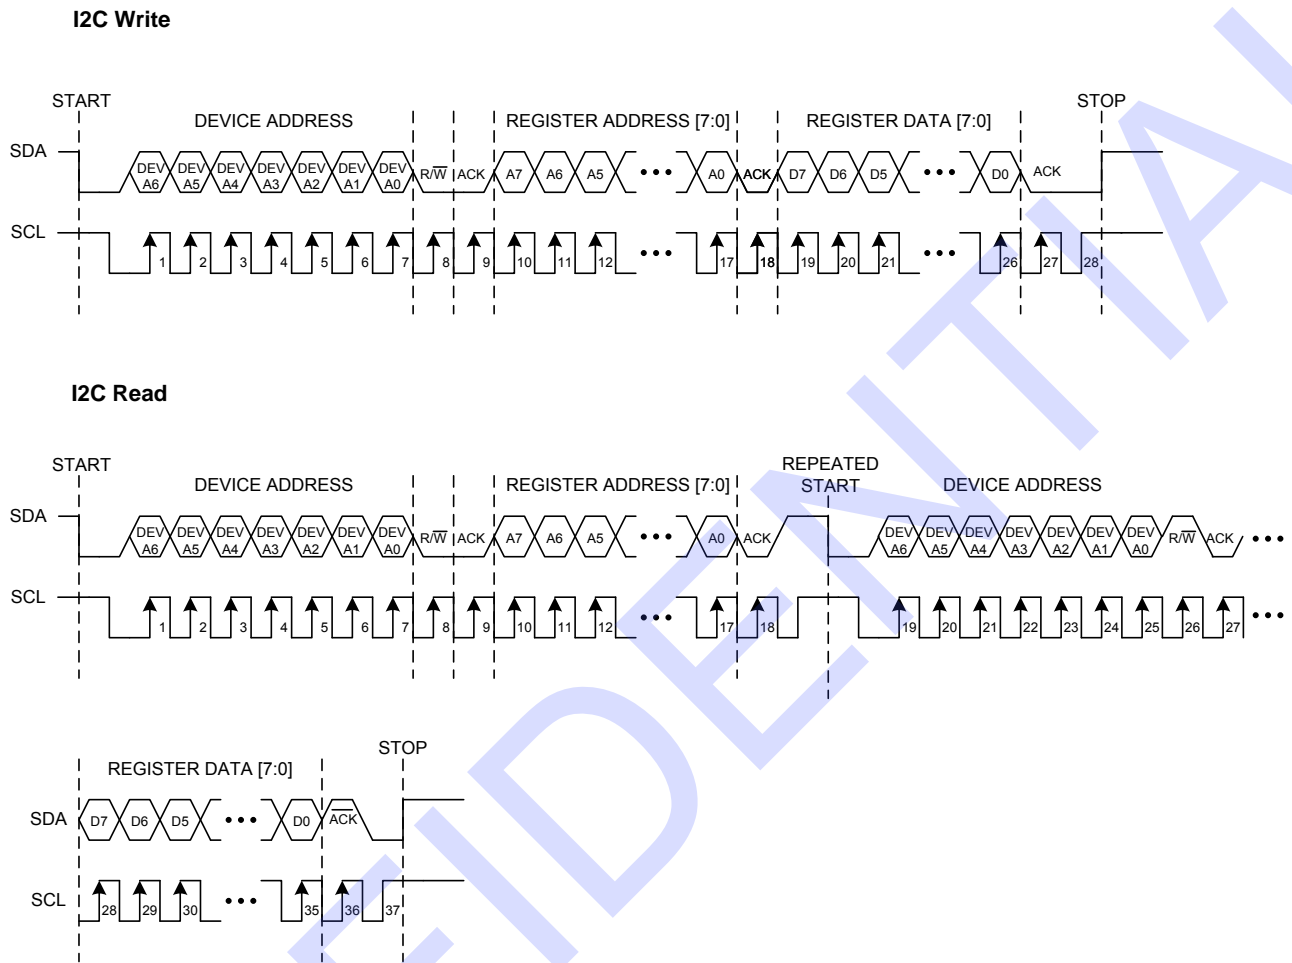 I2C Write
START STOP
DEVICE ADDRESS REGISTER ADDRESS [7:0] REGISTER DATA [7:0]
SDA DEV A6 DEV A5 DEV A4 DEV A3 DEV A2 DEV A1 DEV A0 R/W̅ ACK A7 A6 A5 ••• A0 ACK D7 D6 D5 ••• D0 ACK
SCL 1 2 3 4 5 6 7 8 9 10 11 12 ••• 17 18 19 20 21 ••• 26 27 28
I2C Read
START REPEATED START
DEVICE ADDRESS REGISTER ADDRESS [7:0] DEVICE ADDRESS
SDA DEV A6 DEV A5 DEV A4 DEV A3 DEV A2 DEV A1 DEV A0 R/W̅ ACK A7 A6 A5 ••• A0 ACK DEV A6 DEV A5 DEV A4 DEV A3 DEV A2 DEV A1 DEV A0 R/W̅ ACK •••
SCL 1 2 3 4 5 6 7 8 9 10 11 12 ••• 17 18 19 20 21 22 23 24 25 26 27 •••
STOP
REGISTER DATA [7:0]
SDA D7 D6 D5 ••• D0 A̅C̅K̅
SCL 28 29 30 ••• 35 36 37
FIDENTIAL